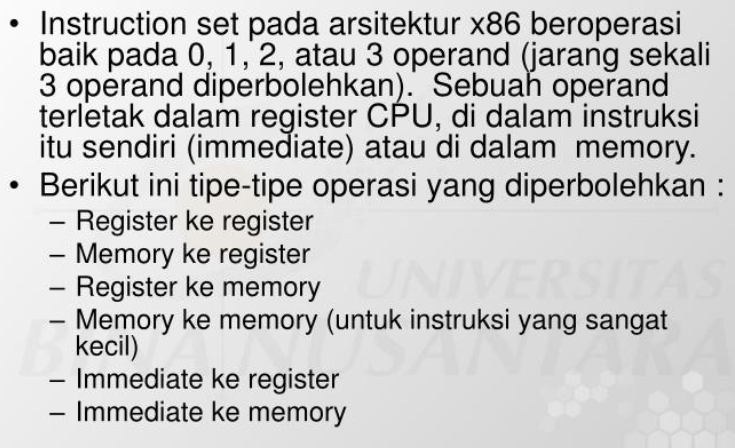 • Instruction set pada arsitektur x86 beroperasi
baik pada 0, 1, 2, atau 3 operand (jarang sekali
3 operand diperbolehkan).  Sebuah operand
terletak dalam register CPU, di dalam instruksi
itu sendiri (immediate) atau di dalam  memory.
• Berikut ini tipe-tipe operasi yang diperbolehkan :
– Register ke register
– Memory ke register
– Register ke memory
– Memory ke memory (untuk instruksi yang sangat
kecil)
– Immediate ke register
– Immediate ke memory
UNIVERSITAS
BINA NUSANTARA